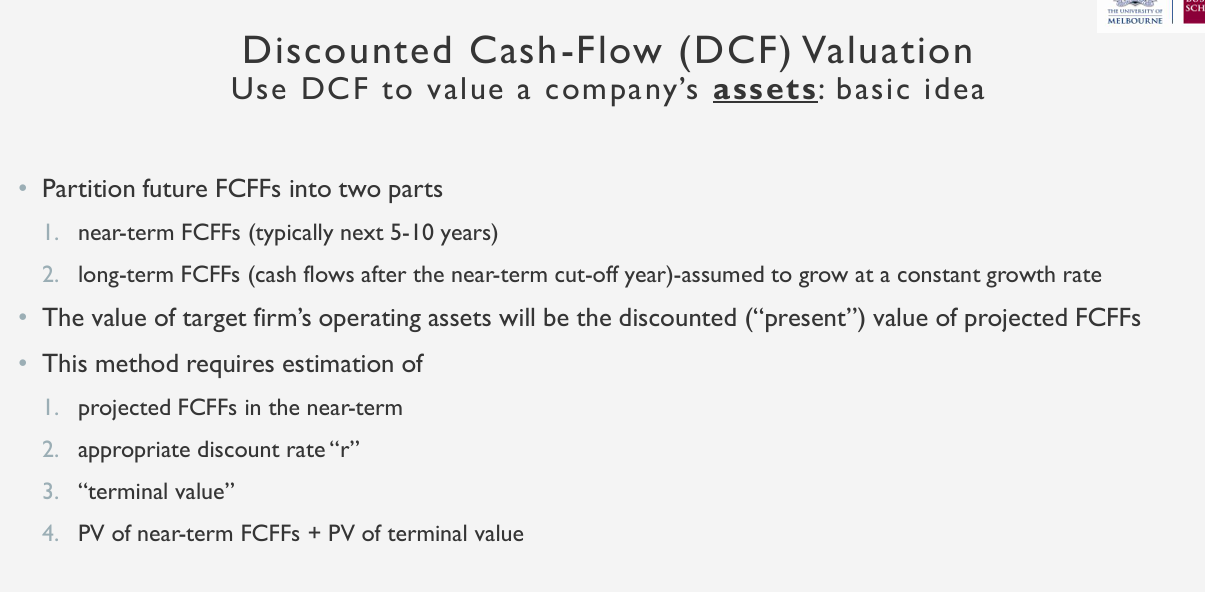 THE UNIVERSITY OF
MELBOURNE
SCH
Discounted Cash-Flow (DCF) Valuation
Use DCF to value a company's assets: basic idea
• Partition future FCFFs into two parts
1. near-term FCFFs (typically next 5-10 years)
2. long-term FCFFs (cash flows after the near-term cut-off year)-assumed to grow at a constant growth rate
• The value of target firm's operating assets will be the discounted (“present”) value of projected FCFFs
• This method requires estimation of
1. projected FCFFs in the near-term
2. appropriate discount rate “r”
3. “terminal value”
4. PV of near-term FCFFs + PV of terminal value